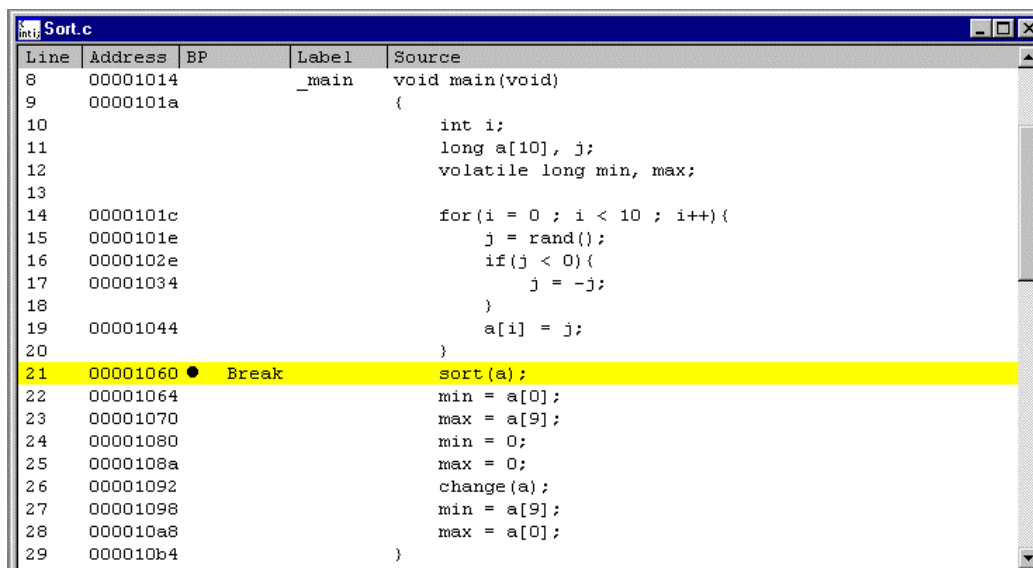 int i; Sort.c
Line Address BP Label Source
8 00001014 _main void main(void)
9 0000101a {
10 int i;
11 long a[10], j;
12 volatile long min, max;
13
14 0000101c for(i = 0 ; i < 10 ; i++){
15 0000101e j = rand();
16 0000102e if(j < 0){
17 00001034 j = -j;
18 }
19 00001044 a[i] = j;
20 }
21 00001060 ● Break sort(a);
22 00001064 min = a[0];
23 00001070 max = a[9];
24 00001080 min = 0;
25 0000108a max = 0;
26 00001092 change(a);
27 00001098 min = a[9];
28 000010a8 max = a[0];
29 000010b4 }